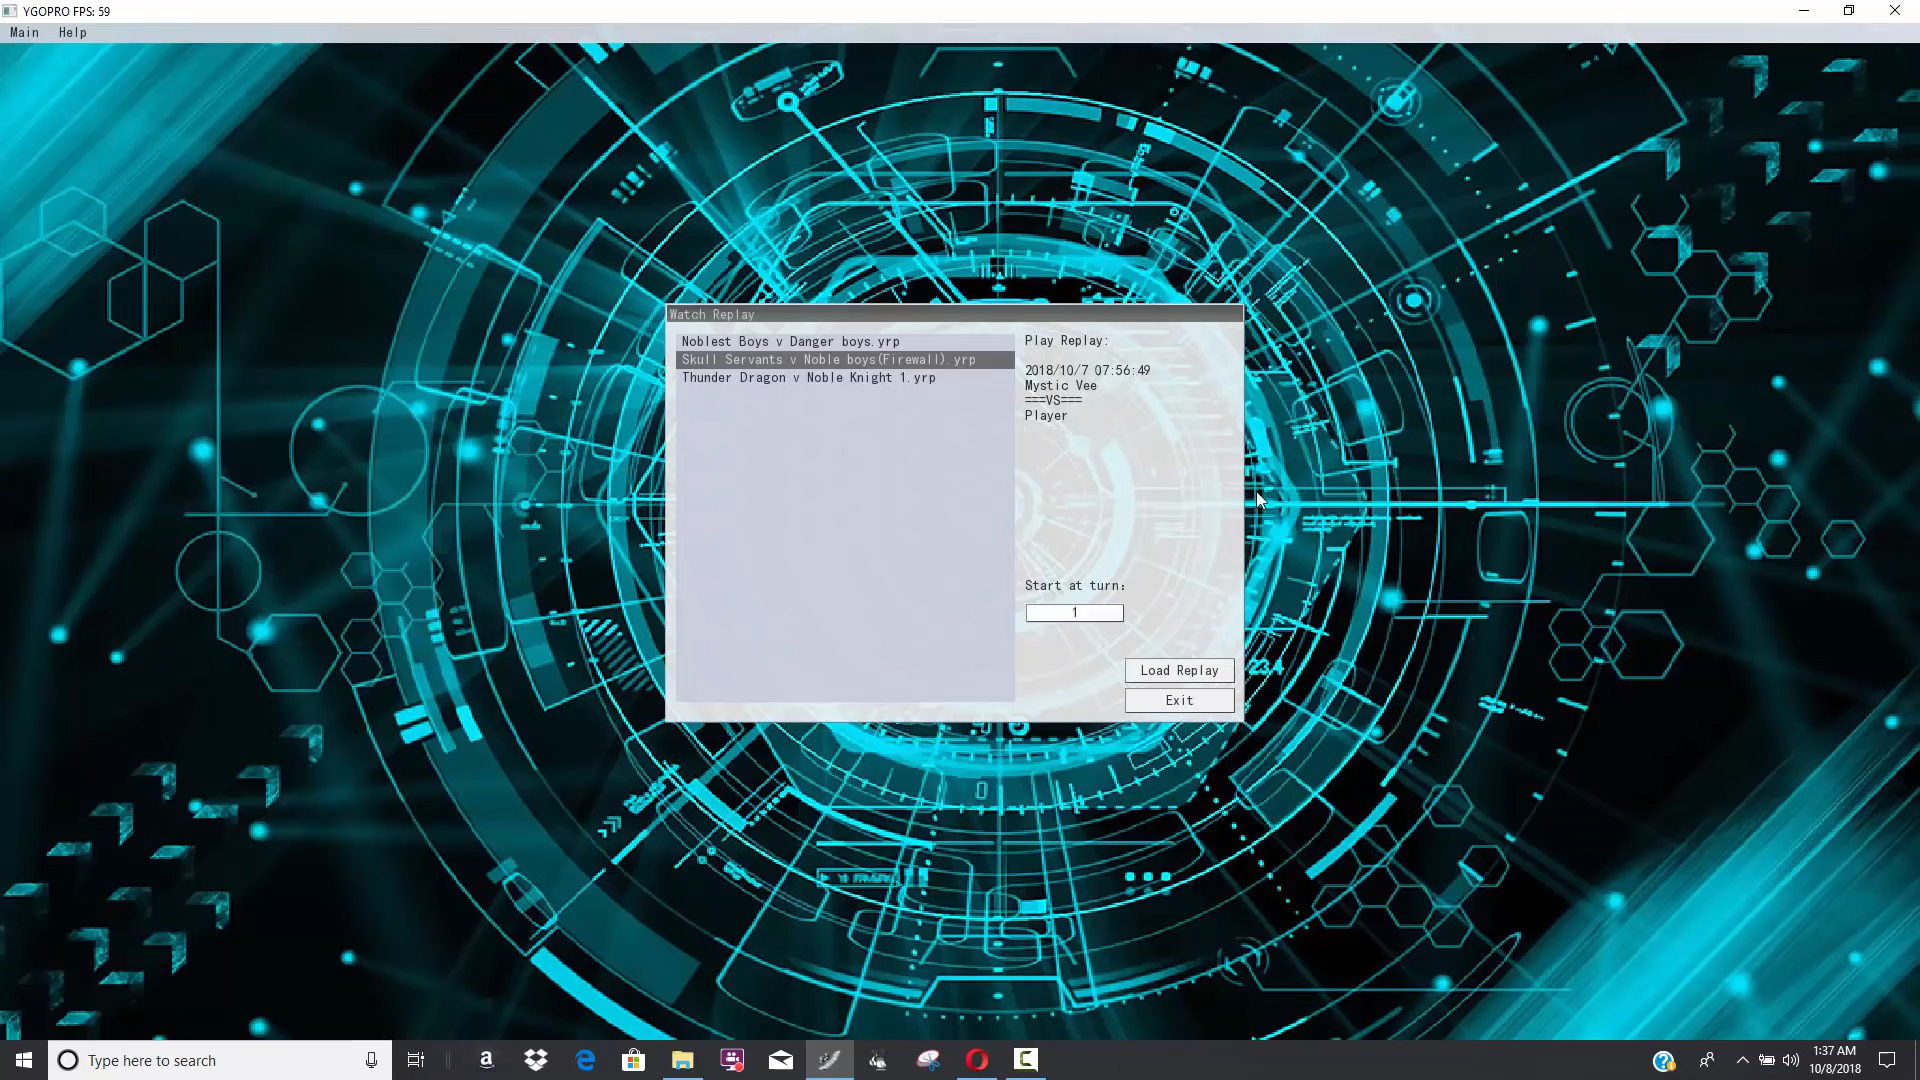 YGOPRO FPS: 59
Main Help
Watch Replay
Noblest Boys v Danger boys.yrp
Skull Servants v Noble boys(Firewall).yrp
Thunder Dragon v Noble Knight 1.yrp
Play Replay:
2018/10/7 07:56:49
Mystic Vee
===VS===
Player
Start at turn:
1
Load Replay
Exit
Type here to search
1:37 AM
10/8/2018